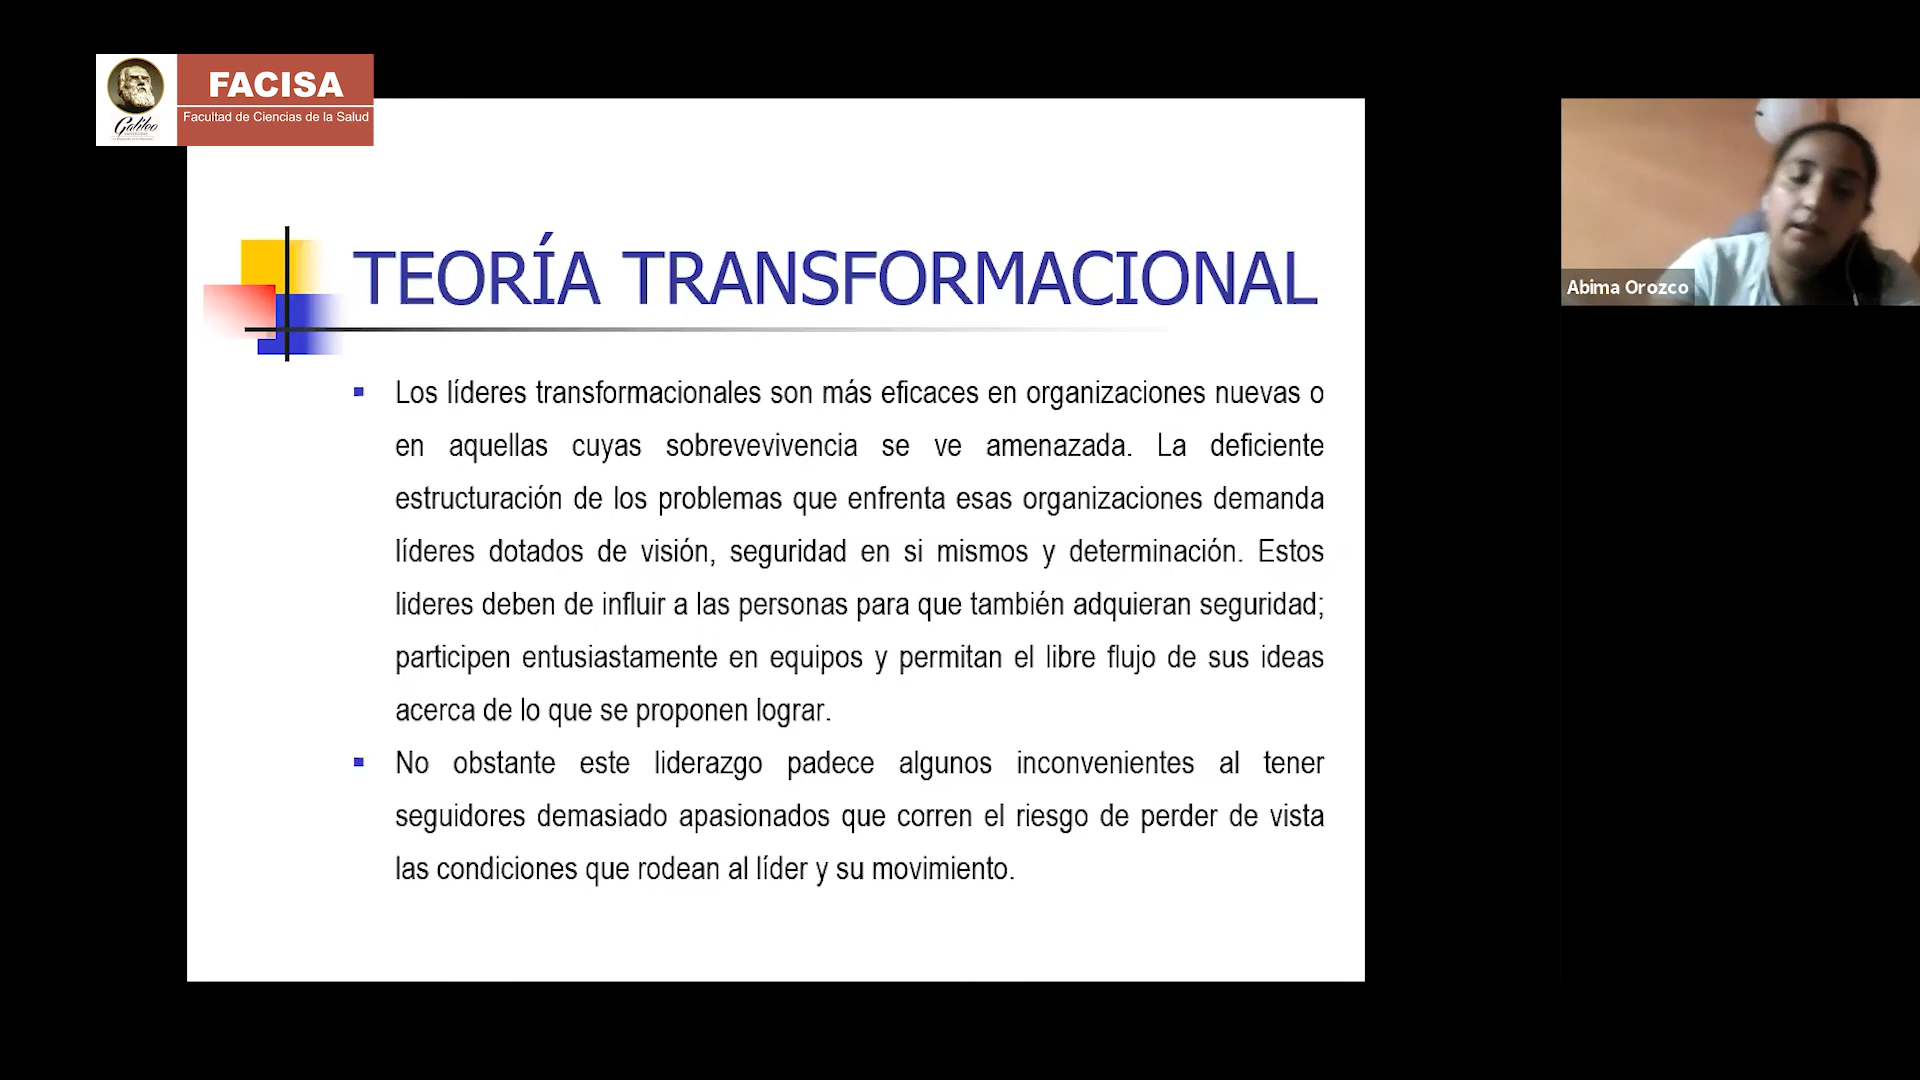 FACISA
Facultad de Ciencias de la Salud
Galileo
TEORÍA TRANSFORMACIONAL
Los líderes transformacionales son más eficaces en organizaciones nuevas o
en aquellas cuyas sobrevevivencia se ve amenazada. La deficiente
estructuración de los problemas que enfrenta esas organizaciones demanda
líderes dotados de visión, seguridad en si mismos y determinación. Estos
lideres deben de influir a las personas para que también adquieran seguridad;
participen entusiastamente en equipos y permitan el libre flujo de sus ideas
acerca de lo que se proponen lograr.
No obstante este liderazgo padece algunos inconvenientes al tener
seguidores demasiado apasionados que corren el riesgo de perder de vista
las condiciones que rodean al líder y su movimiento.
Abima Orozco